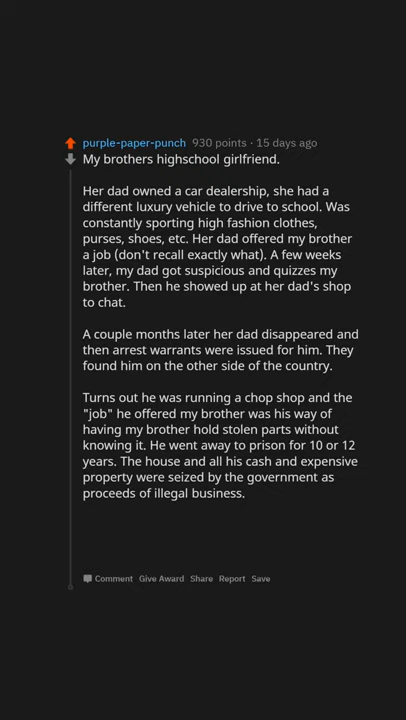 purple-paper-punch 930 points · 15 days ago
My brothers highschool girlfriend.
Her dad owned a car dealership, she had a
different luxury vehicle to drive to school. Was
constantly sporting high fashion clothes,
purses, shoes, etc. Her dad offered my brother
a job (don't recall exactly what). A few weeks
later, my dad got suspicious and quizzes my
brother. Then he showed up at her dad's shop
to chat.
A couple months later her dad disappeared and
then arrest warrants were issued for him. They
found him on the other side of the country.
Turns out he was running a chop shop and the
"job" he offered my brother was his way of
having my brother hold stolen parts without
knowing it. He went away to prison for 10 or 12
years. The house and all his cash and expensive
property were seized by the government as
proceeds of illegal business.
Comment Give Award Share Report Save